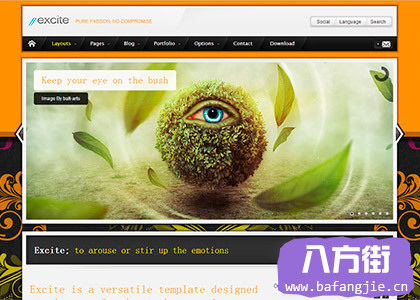 excite PURE PASSION, NO COMPROMISE
Social Language Search
Layouts Pages Blog Portfolio Options Contact Download
Keep your eye on the bush
Image By ball-arts
Excite; to arouse or stir up the emotions
Excite is a versatile template designed
八方街
www.bafangjie.cn